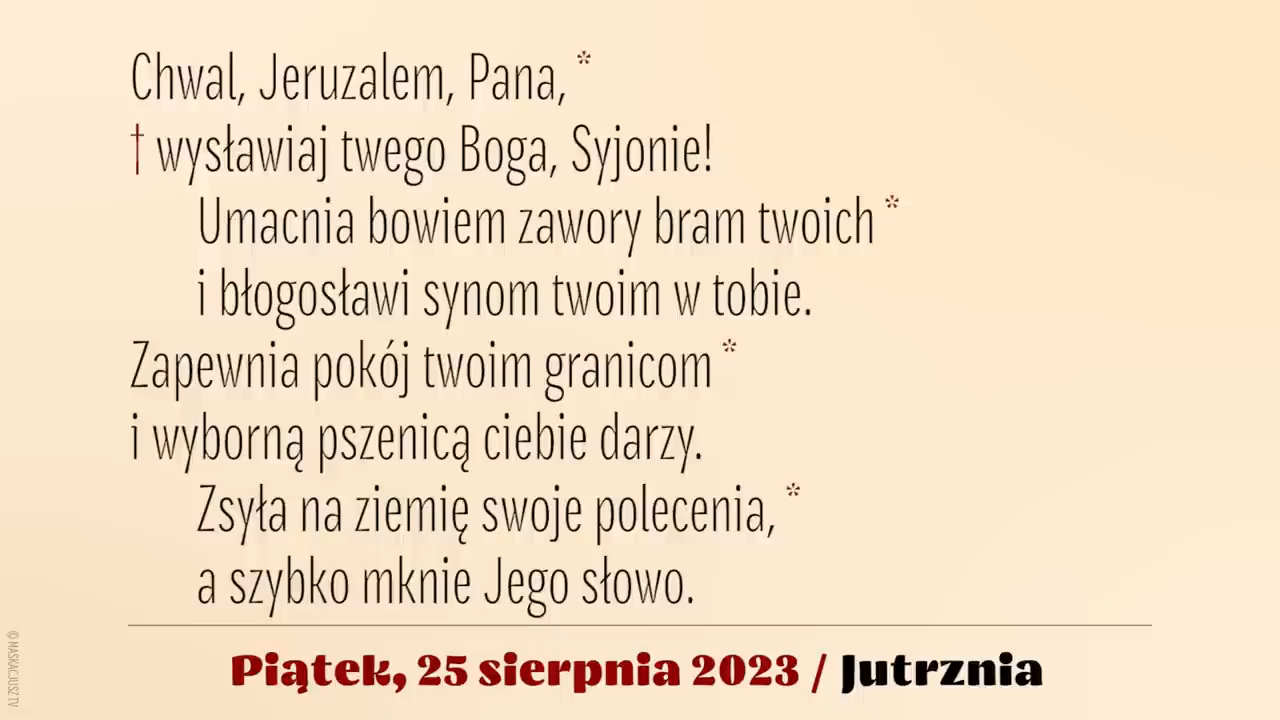 Chwal, Jeruzalem, Pana, *
† wysławiaj twego Boga, Syjonie!
Umacnia bowiem zawory bram twoich *
i błogosławi synom twoim w tobie.
Zapewnia pokój twoim granicom *
i wyborną pszenicą ciebie darzy.
Zsyła na ziemię swoje polecenia, *
a szybko mknie Jego słowo.
Piątek, 25 sierpnia 2023 / Jutrznia
© MASKACJUSZ TV